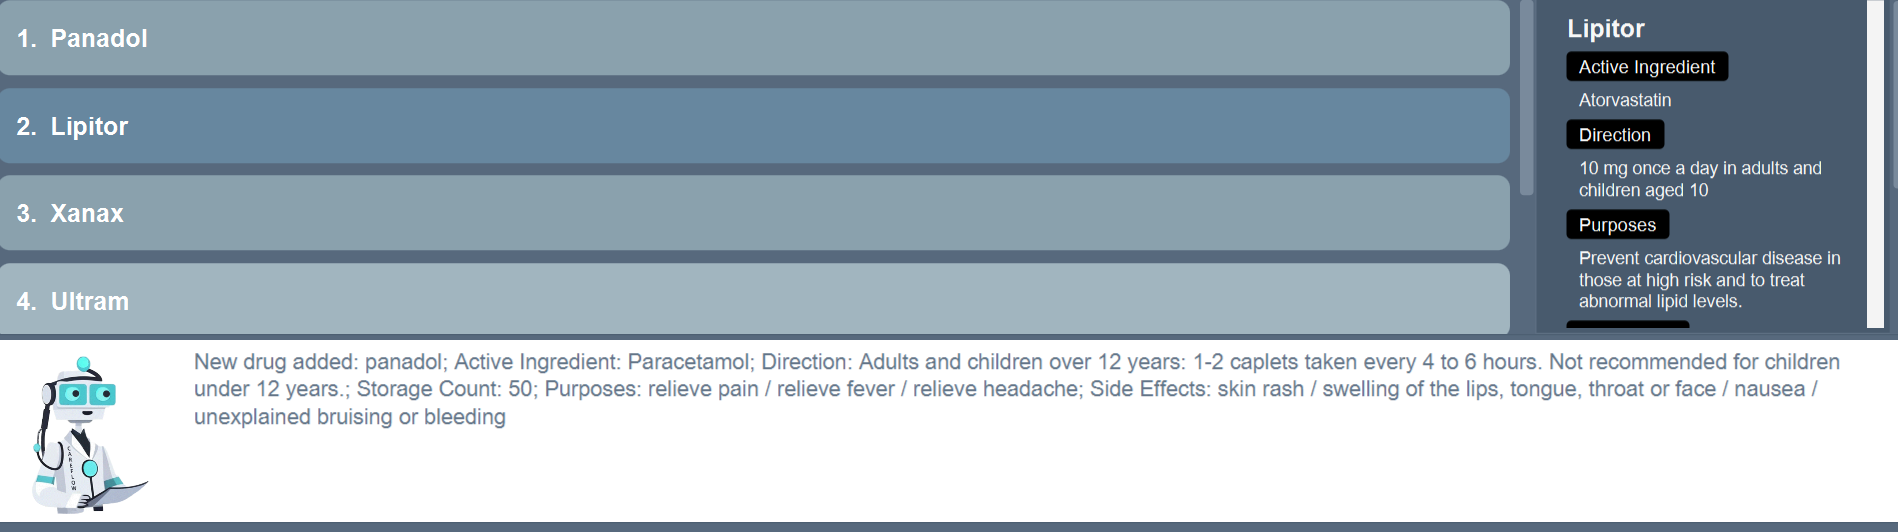 1. Panadol
2. Lipitor
3. Xanax
4. Ultram
Lipitor
Active Ingredient
Atorvastatin
Direction
10 mg once a day in adults and
children aged 10
Purposes
Prevent cardiovascular disease in
those at high risk and to treat
abnormal lipid levels.
New drug added: panadol; Active Ingredient: Paracetamol; Direction: Adults and children over 12 years: 1-2 caplets taken every 4 to 6 hours. Not recommended for children
under 12 years.; Storage Count: 50; Purposes: relieve pain / relieve fever / relieve headache; Side Effects: skin rash / swelling of the lips, tongue, throat or face / nausea /
unexplained bruising or bleeding
CAREFLOW